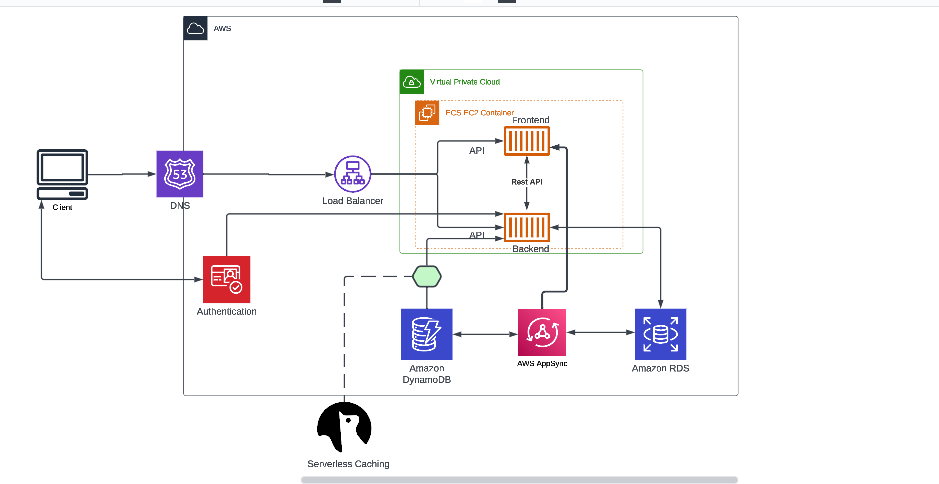 AWS
Virtual Private Cloud
ECS EC2 Container
Frontend
API
Rest API
53
Client
DNS
Load Balancer
API
Backend
Authentication
Amazon
DynamoDB
AWS AppSync
Amazon RDS
Serverless Caching